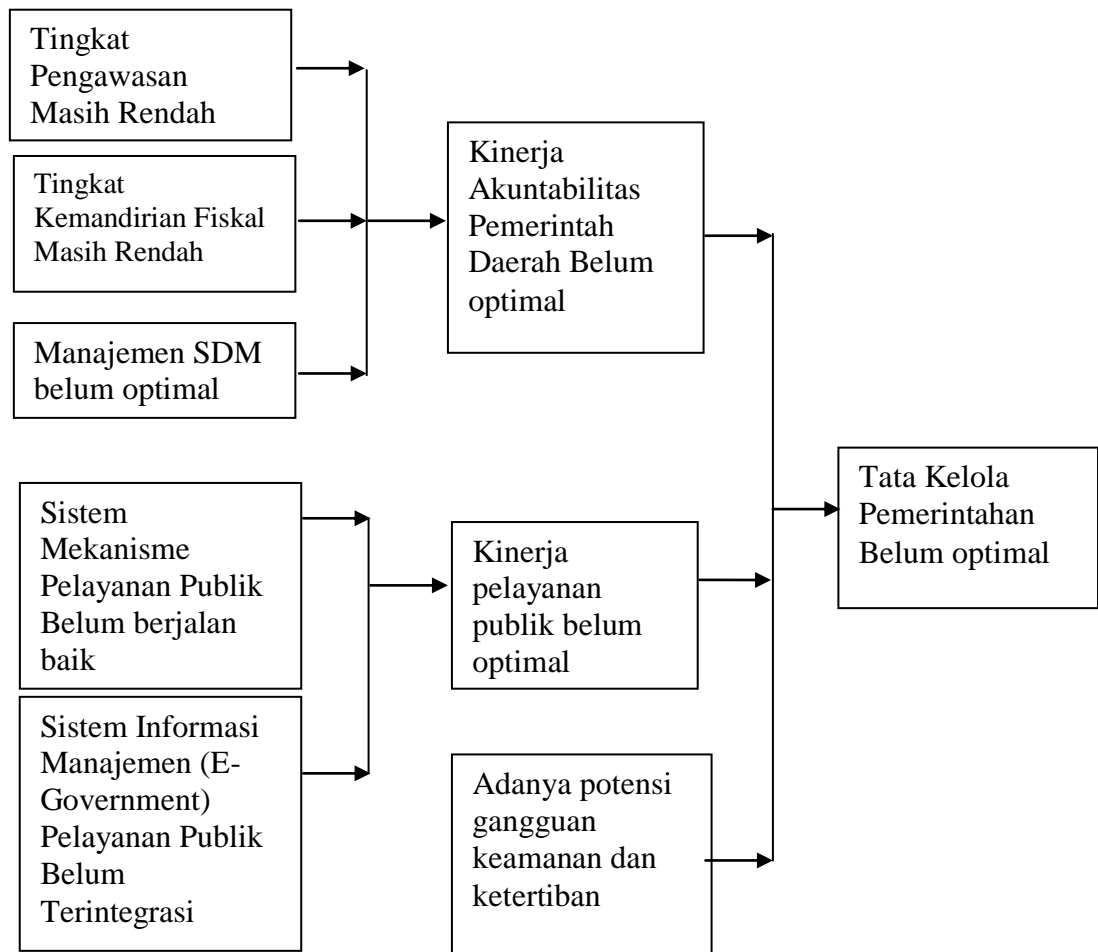 Tingkat
Pengawasan
Masih Rendah
Tingkat
Kemandirian Fiskal
Masih Rendah
Manajemen SDM
belum optimal
Kinerja
Akuntabilitas
Pemerintah
Daerah Belum
optimal
Sistem
Mekanisme
Pelayanan Publik
Belum berjalan
baik
Sistem Informasi
Manajemen (E-
Government)
Pelayanan Publik
Belum
Terintegrasi
Kinerja
pelayanan
publik belum
optimal
Adanya potensi
gangguan
keamanan dan
ketertiban
Tata Kelola
Pemerintahan
Belum optimal